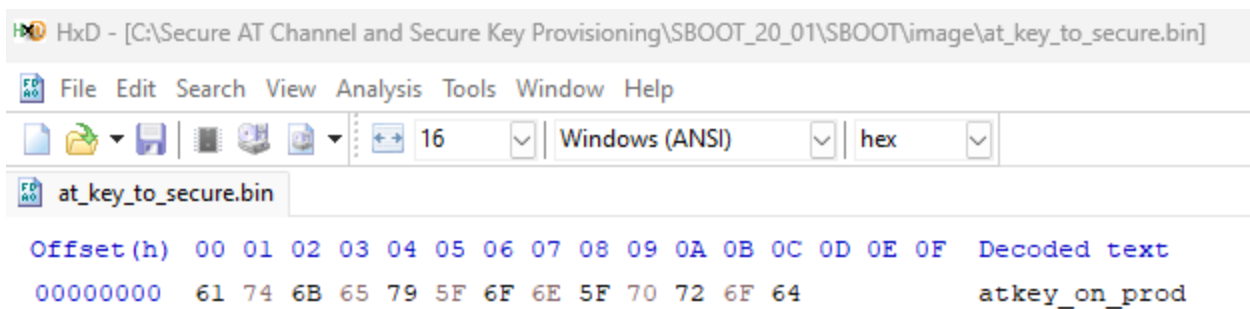 HxD - [C:\Secure AT Channel and Secure Key Provisioning\SBOOT_20_01\SBOOT\image\at_key_to_secure.bin]
File Edit Search View Analysis Tools Window Help
16 Windows (ANSI) hex
at_key_to_secure.bin
Offset(h) 00 01 02 03 04 05 06 07 08 09 0A 0B 0C 0D 0E 0F Decoded text
00000000 61 74 6B 65 79 5F 6F 6E 5F 70 72 6F 64 atkey_on_prod